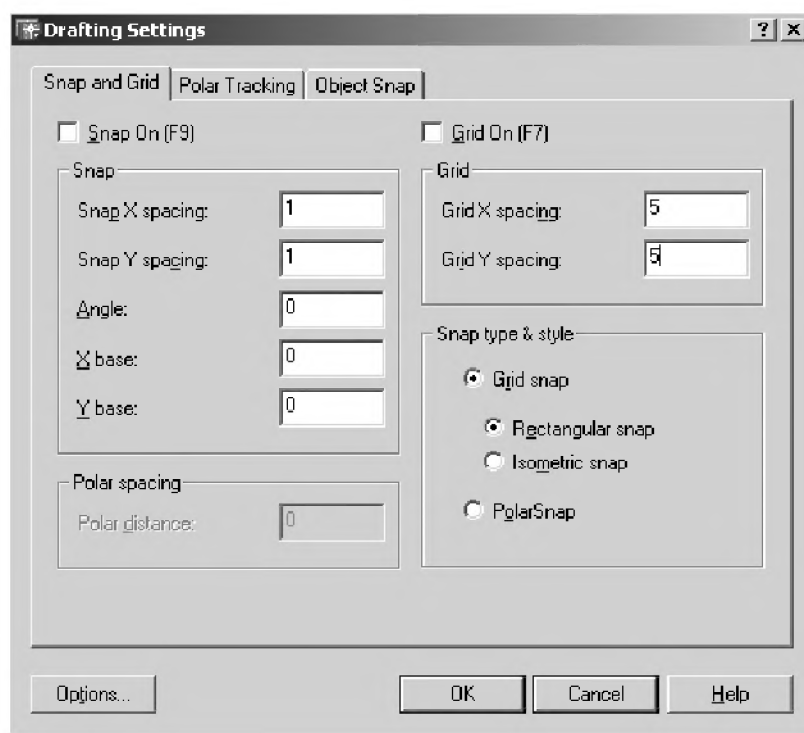 Drafting Settings
Snap and Grid
Polar Tracking
Object Snap
Snap On (F9)
Snap
Snap X spacing: 1
Snap Y spacing: 1
Angle: 0
X base: 0
Y base: 0
Polar spacing
Polar distance: 0
Grid On (F7)
Grid
Grid X spacing: 5
Grid Y spacing: 5
Snap type & style
Grid snap
Rectangular snap
Isometric snap
PolarSnap
Options...
OK
Cancel
Help